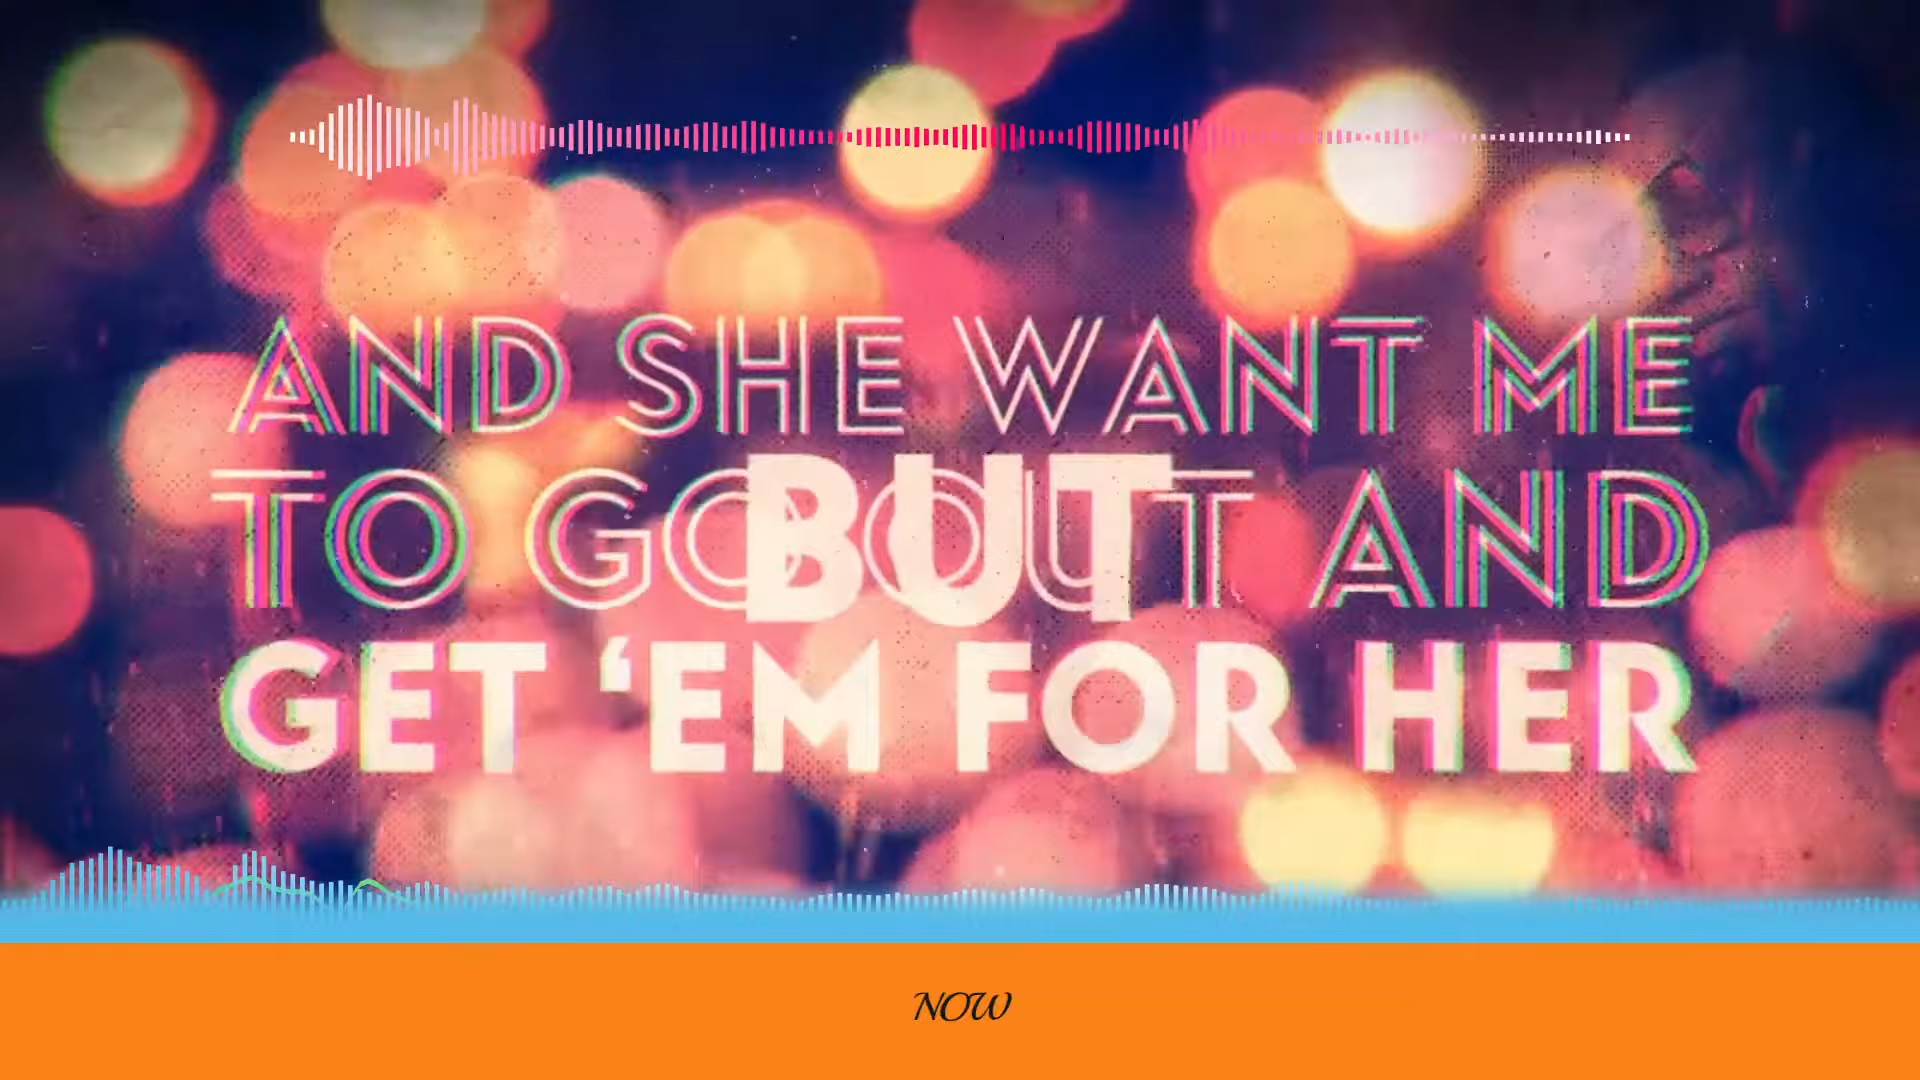 AND SHE WANT ME
TO GO OUT AND
BUT
GET ‘EM FOR HER
NOW